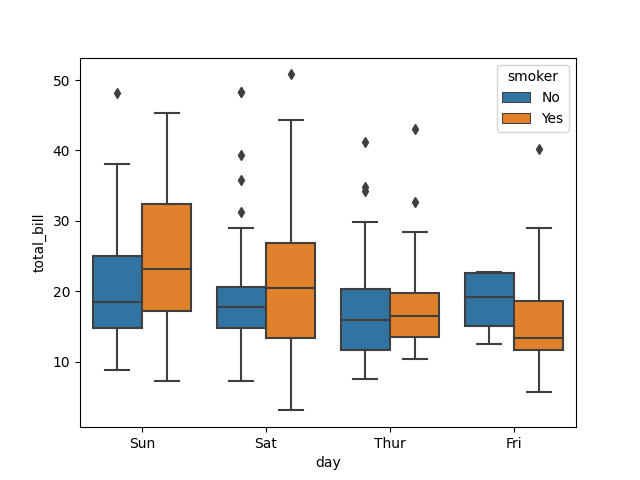 50
40
30
20
10
total_bill
smoker
No
Yes
Sun Sat Thur Fri
day